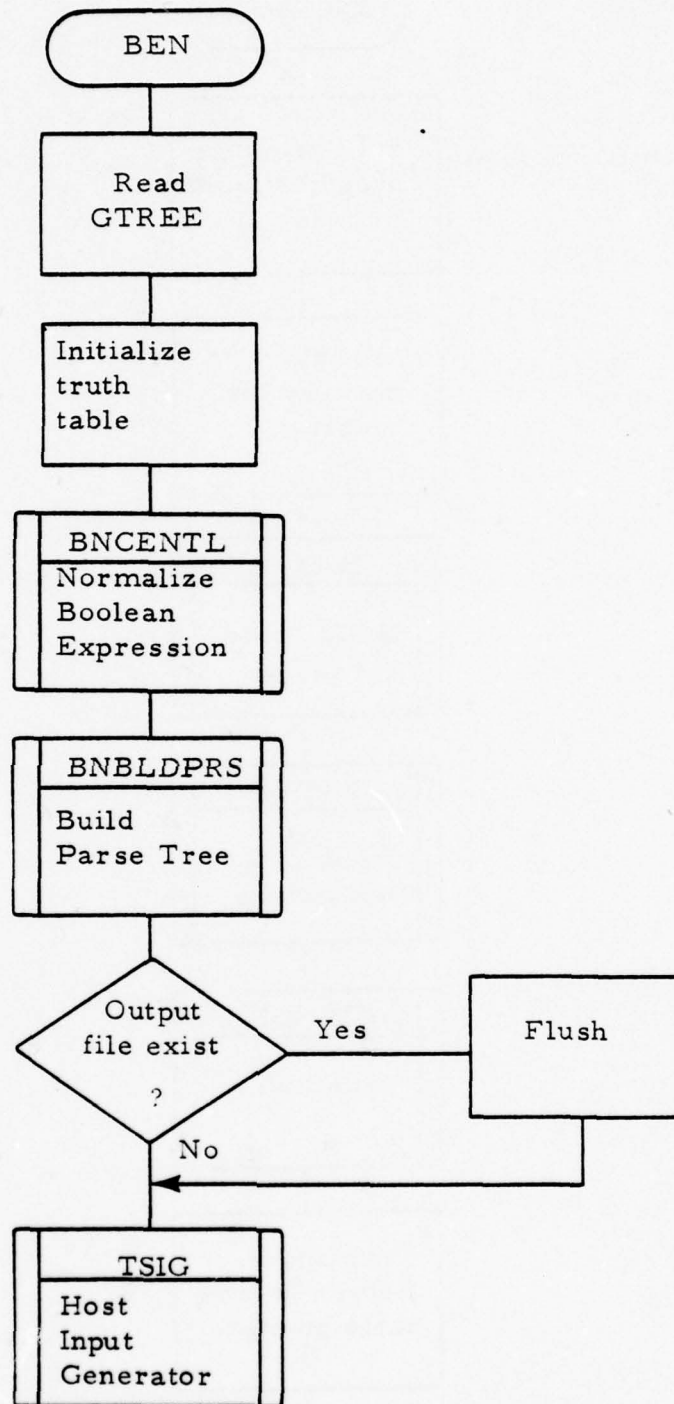 BEN
Read
GTREE
Initialize
truth
table
BNCENTL
Normalize
Boolean
Expression
BNBLDPRS
Build
Parse Tree
Output
file exist
?
Yes
Flush
No
TSIG
Host
Input
Generator